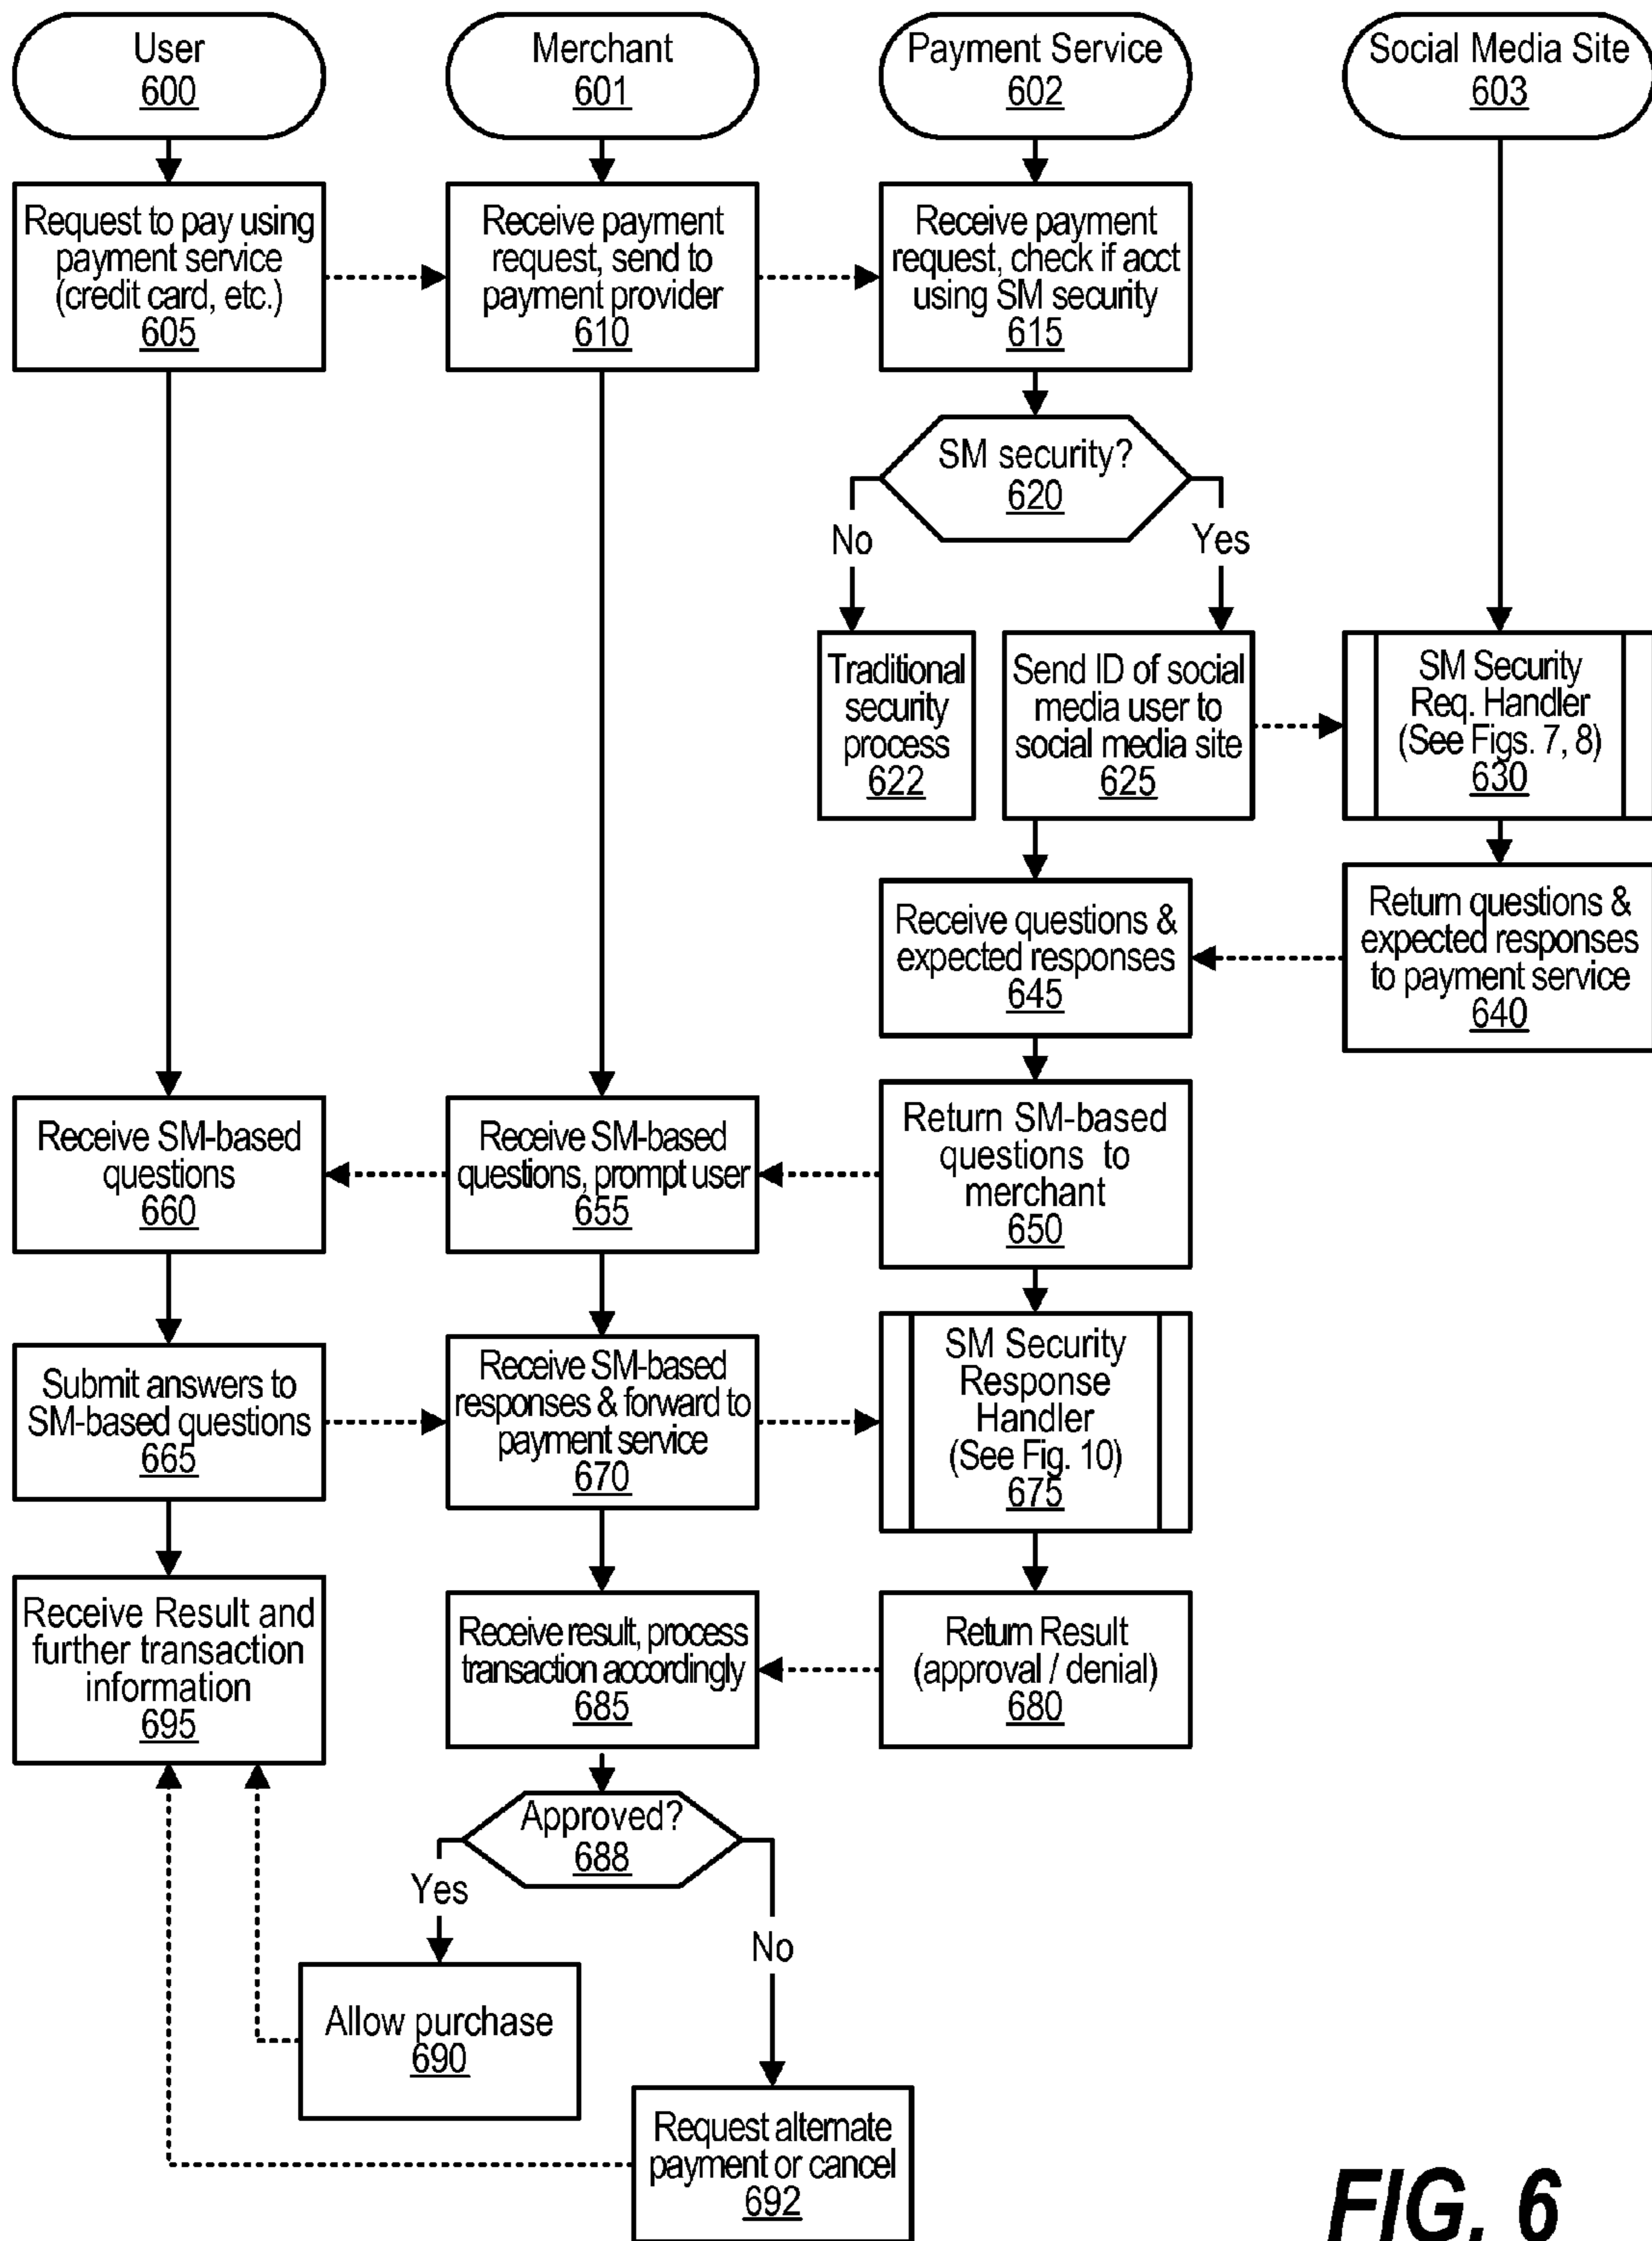 User
600
Merchant
601
Payment Service
602
Social Media Site
603
Request to pay using
payment service
(credit card, etc.)
605
Receive payment
request, send to
payment provider
610
Receive payment
request, check if acct
using SM security
615
SM security?
620
No
Yes
Traditional
security
process
622
Send ID of social
media user to
social media site
625
SM Security
Req. Handler
(See Figs. 7, 8)
630
Receive questions &
expected responses
645
Return questions &
expected responses
to payment service
640
Receive SM-based
questions
660
Receive SM-based
questions, prompt user
655
Return SM-based
questions to
merchant
650
Submit answers to
SM-based questions
665
Receive SM-based
responses & forward to
payment service
670
SM Security
Response
Handler
(See Fig. 10)
675
Receive Result and
further transaction
information
695
Receive result, process
transaction accordingly
685
Return Result
(approval / denial)
680
Approved?
688
Yes
No
Allow purchase
690
Request alternate
payment or cancel
692
FIG. 6